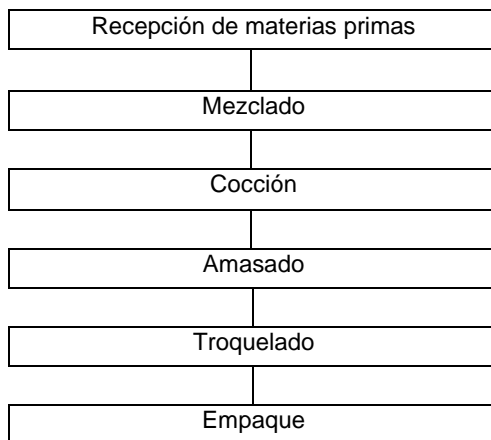 Recepción de materias primas
Mezclado
Cocción
Amasado
Troquelado
Empaque